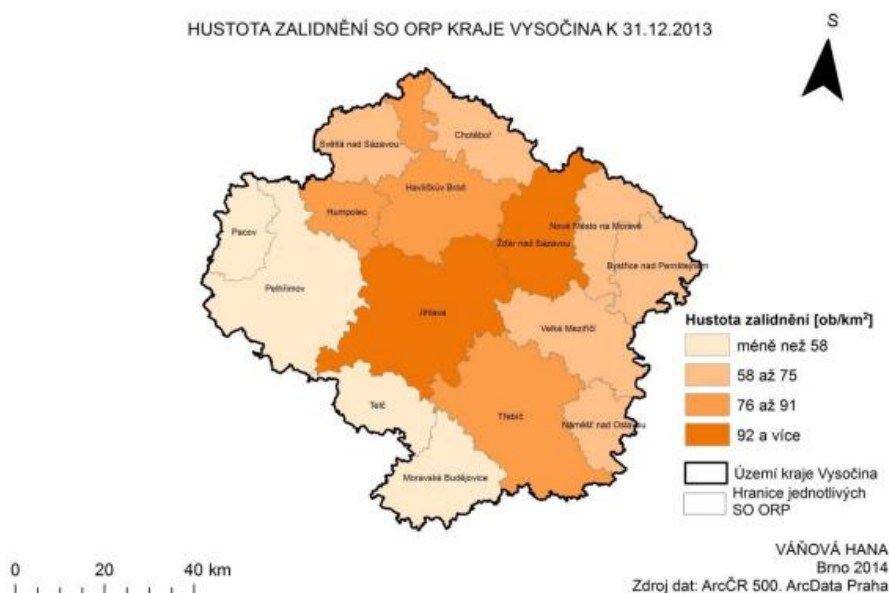 HUSTOTA ZALIDNĚNÍ SO ORP KRAJE VYSOČINA K 31.12.2013
S
Chotěboř
Světlá nad Sázavou
Havlíčkův Brod
Humpolec
Nové Město na Moravě
Pacov
Žďár nad Sázavou
Bystřice nad Pernštejnem
Pelhřimov
Jihlava
Velké Meziříčí
Telč
Třebíč
Náměšť nad Oslavou
Moravské Budějovice
Hustota zalidnění [ob/km²]
méně než 58
58 až 75
76 až 91
92 a více
Území kraje Vysočina
Hranice jednotlivých
SO ORP
0 20 40 km
VÁŇOVÁ HANA
Brno 2014
Zdroj dat: ArcČR 500. ArcData Praha